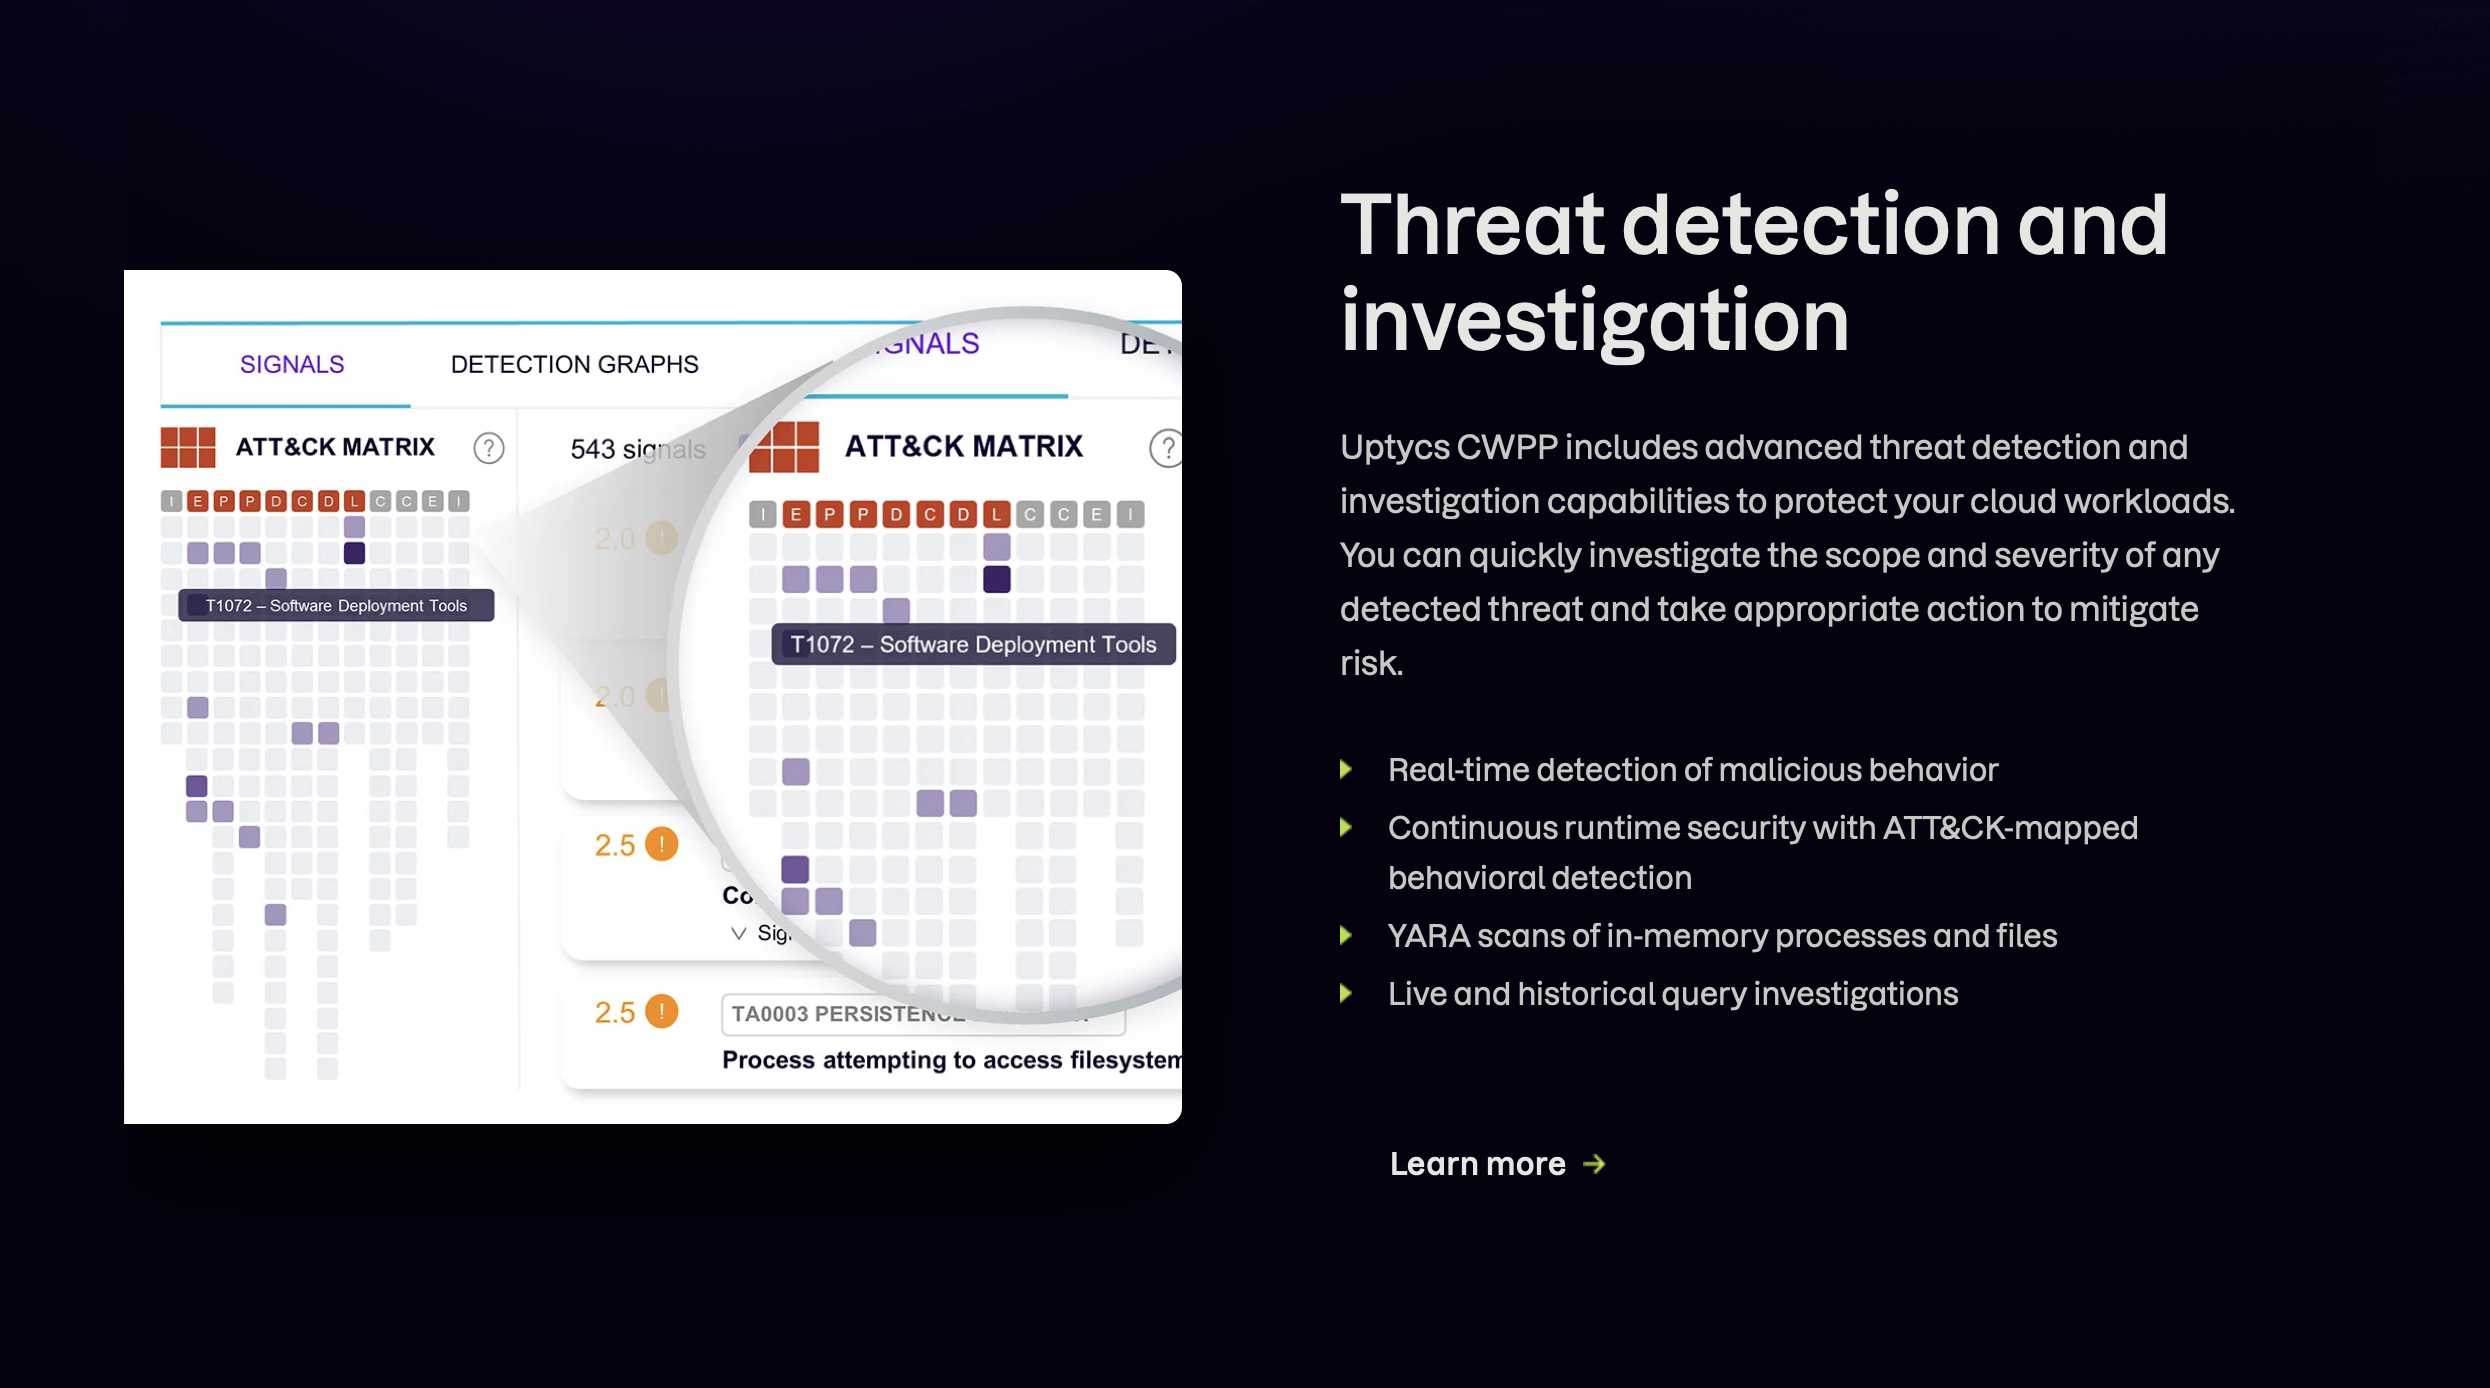 SIGNALS
DETECTION GRAPHS
ATT&CK MATRIX ?
I E P P D C D L C C E I
T1072 – Software Deployment Tools
543 signals
2.0 !
2.0 !
2.5 !
2.5 !
TA0003 PERSISTENCE
Process attempting to access filesystem
ATT&CK MATRIX ?
I E P P D C D L C C E I
T1072 – Software Deployment Tools
Threat detection and
investigation
Uptycs CWPP includes advanced threat detection and
investigation capabilities to protect your cloud workloads.
You can quickly investigate the scope and severity of any
detected threat and take appropriate action to mitigate
risk.
Real-time detection of malicious behavior
Continuous runtime security with ATT&CK-mapped
behavioral detection
YARA scans of in-memory processes and files
Live and historical query investigations
Learn more →